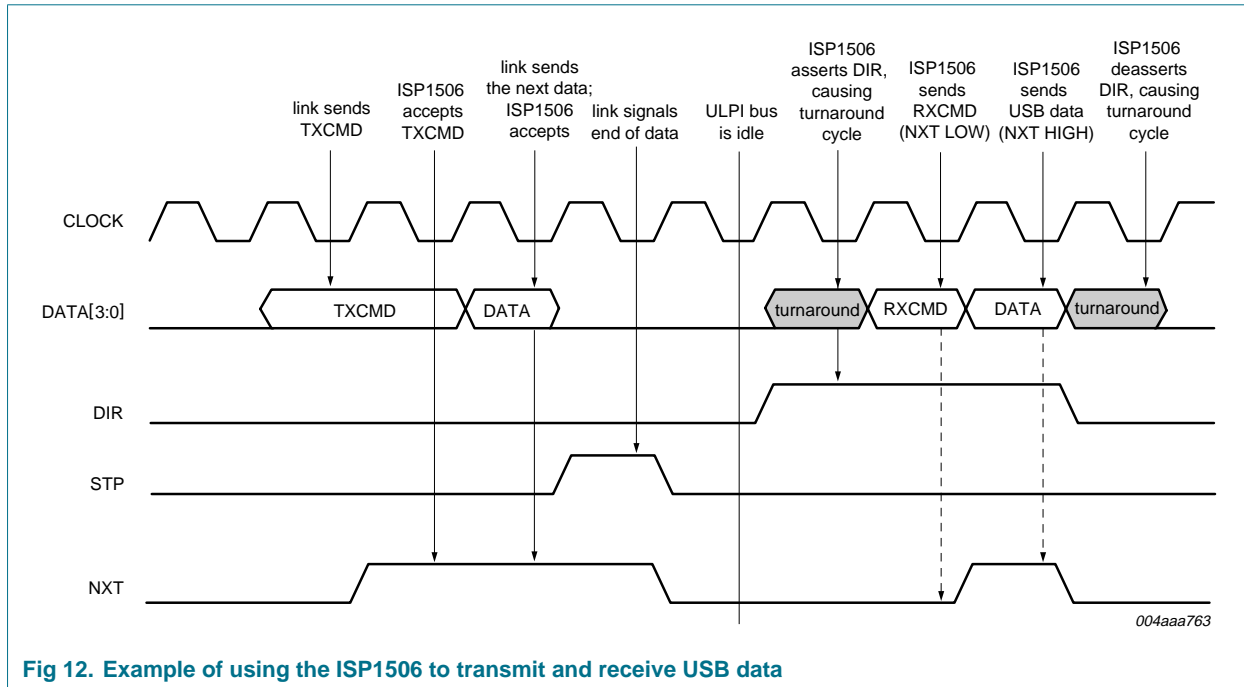 link sends
TXCMD
ISP1506
accepts
TXCMD
link sends
the next data;
ISP1506
accepts
link signals
end of data
ULPI bus
is idle
ISP1506
asserts DIR,
causing
turnaround
cycle
ISP1506
sends
RXCMD
(NXT LOW)
ISP1506
sends
USB data
(NXT HIGH)
ISP1506
deasserts
DIR, causing
turnaround
cycle
CLOCK
DATA[3:0]
TXCMD
DATA
turnaround
RXCMD
DATA
turnaround
DIR
STP
NXT
004aaa763
Fig 12. Example of using the ISP1506 to transmit and receive USB data